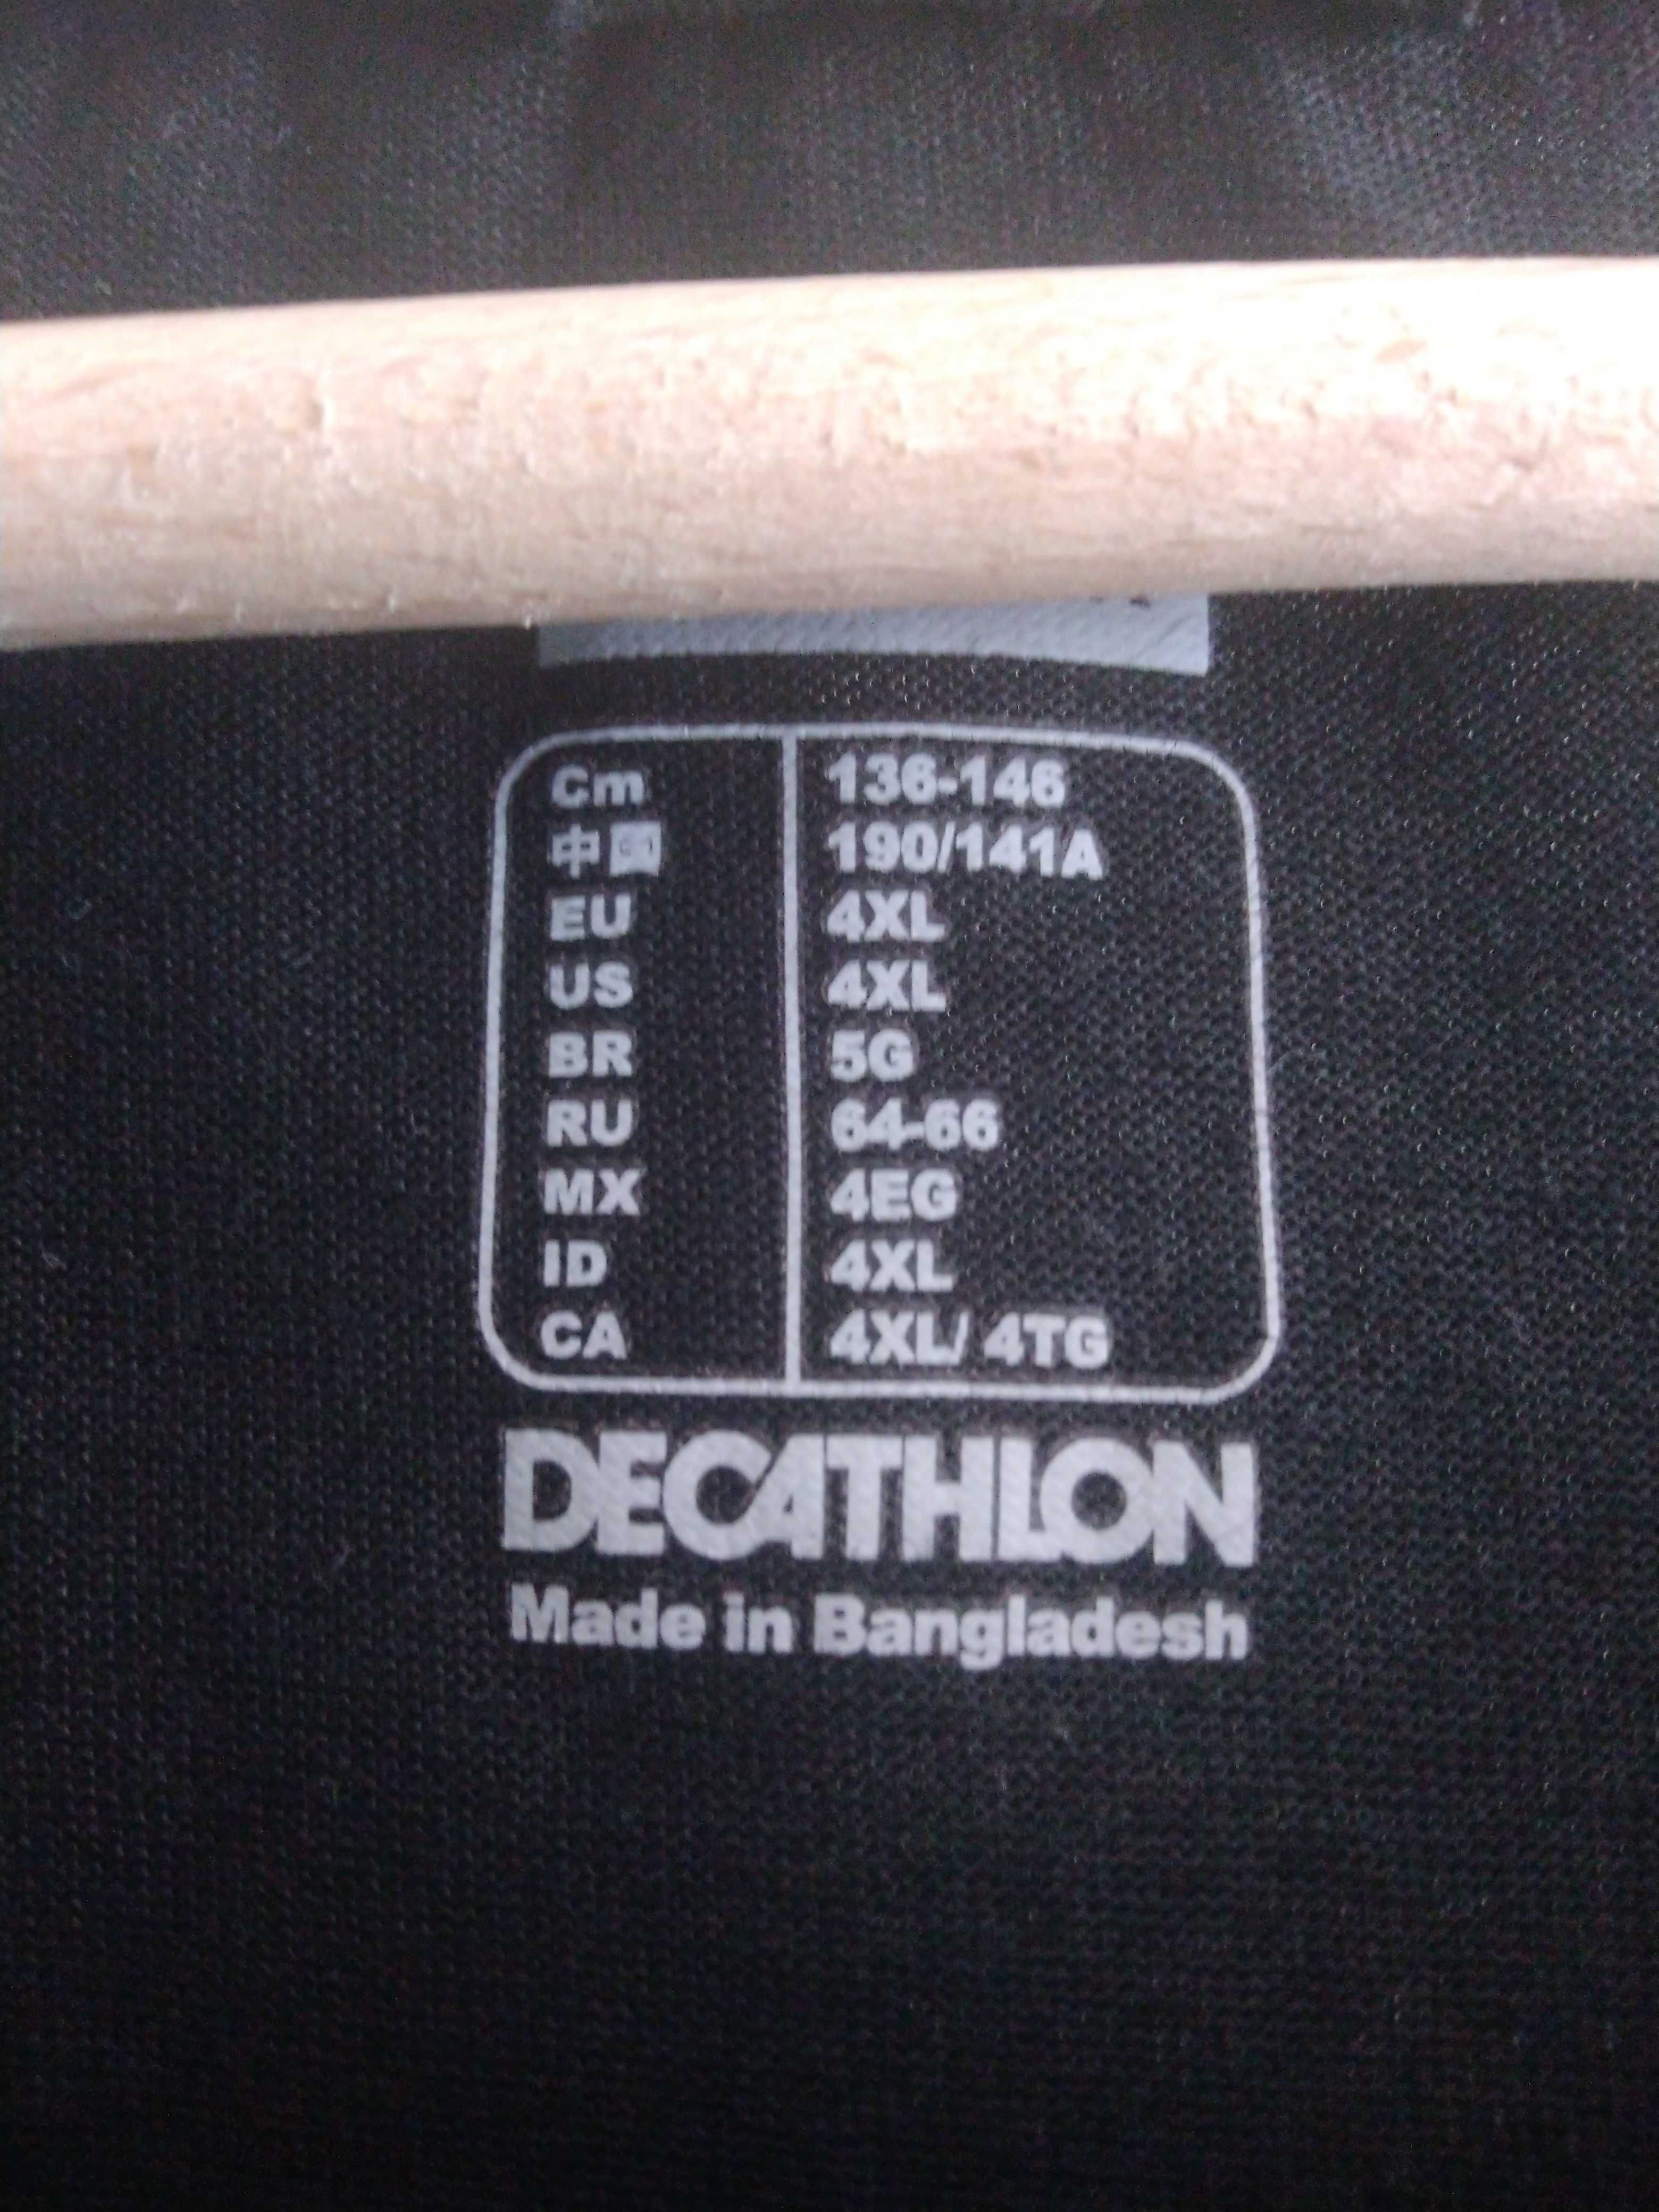 Cm 136-146
中国 190/141A
EU 4XL
US 4XL
BR 5G
RU 64-66
MX 4EG
ID 4XL
CA 4XL/ 4TG
DECATHLON
Made in Bangladesh